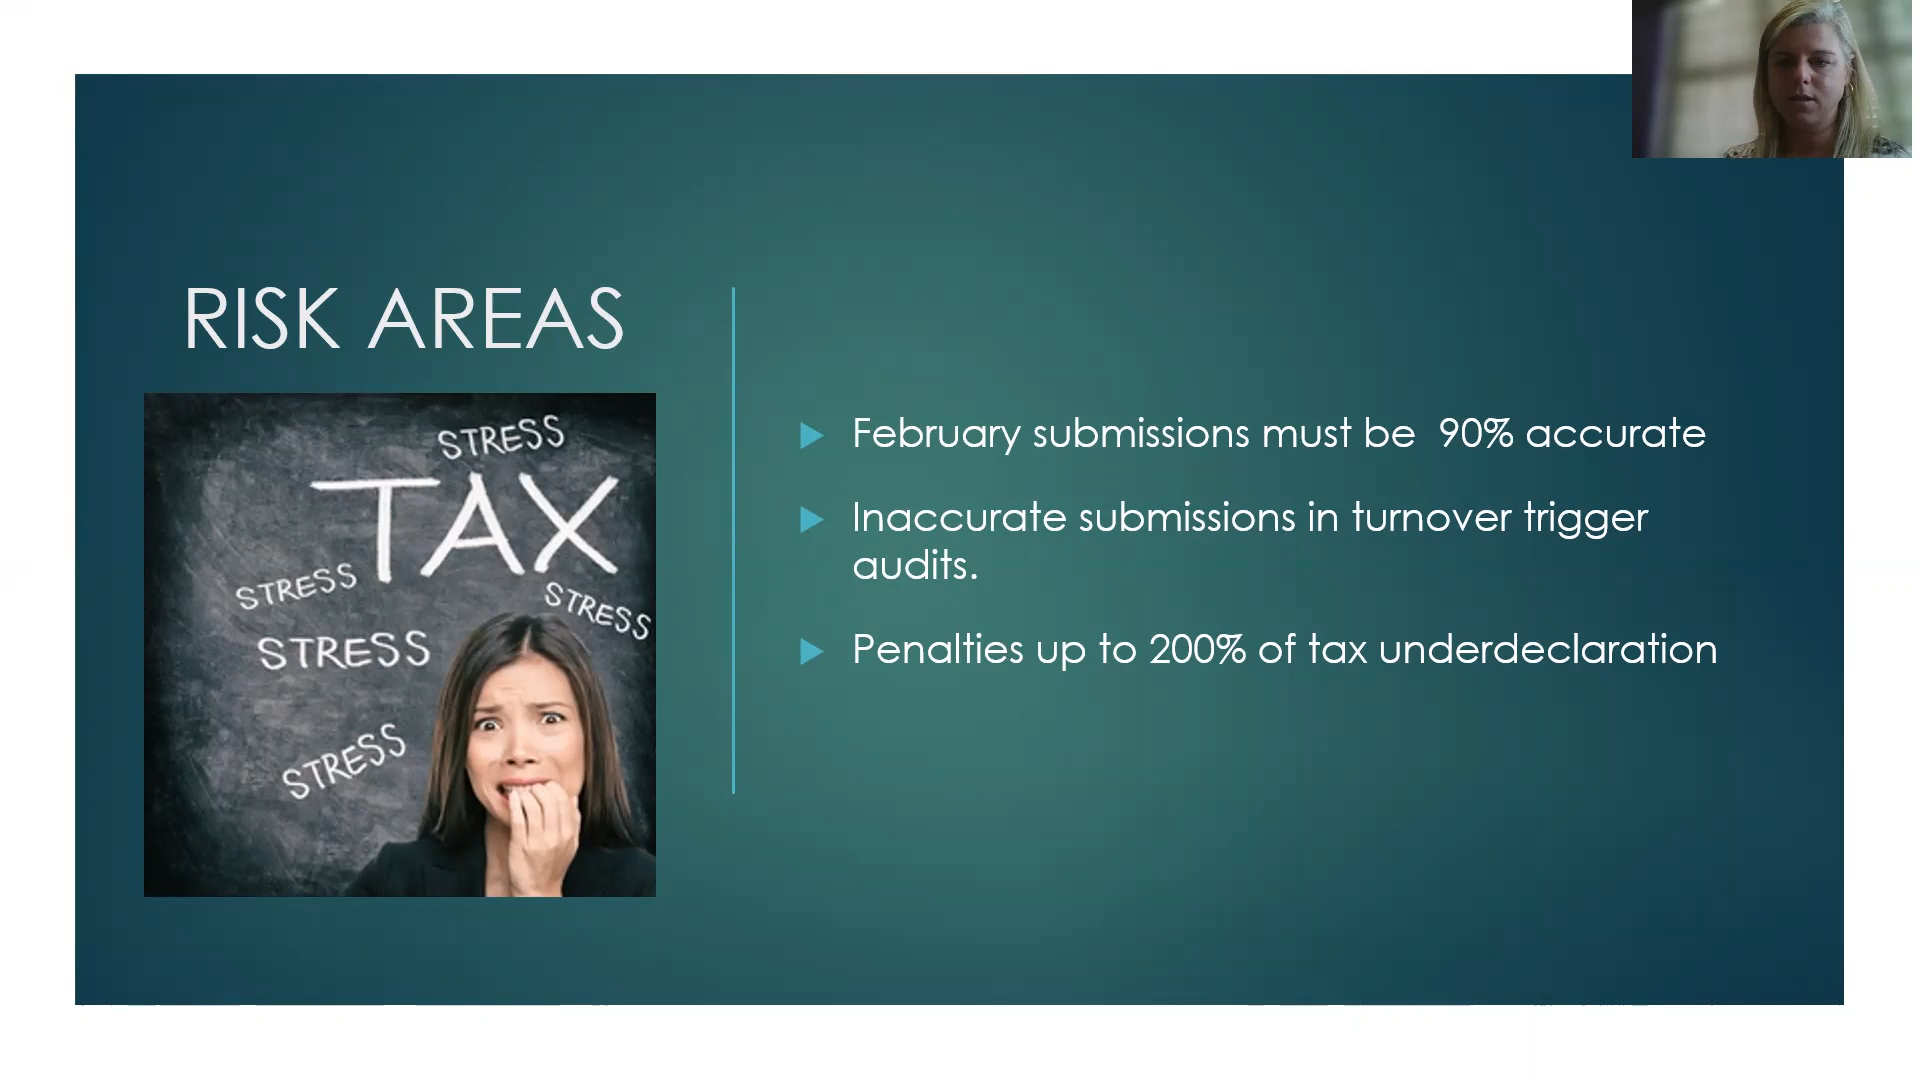 RISK AREAS
STRESS
TAX
STRESS
STRESS
STRESS
STRESS
February submissions must be  90% accurate
Inaccurate submissions in turnover trigger
audits.
Penalties up to 200% of tax underdeclaration